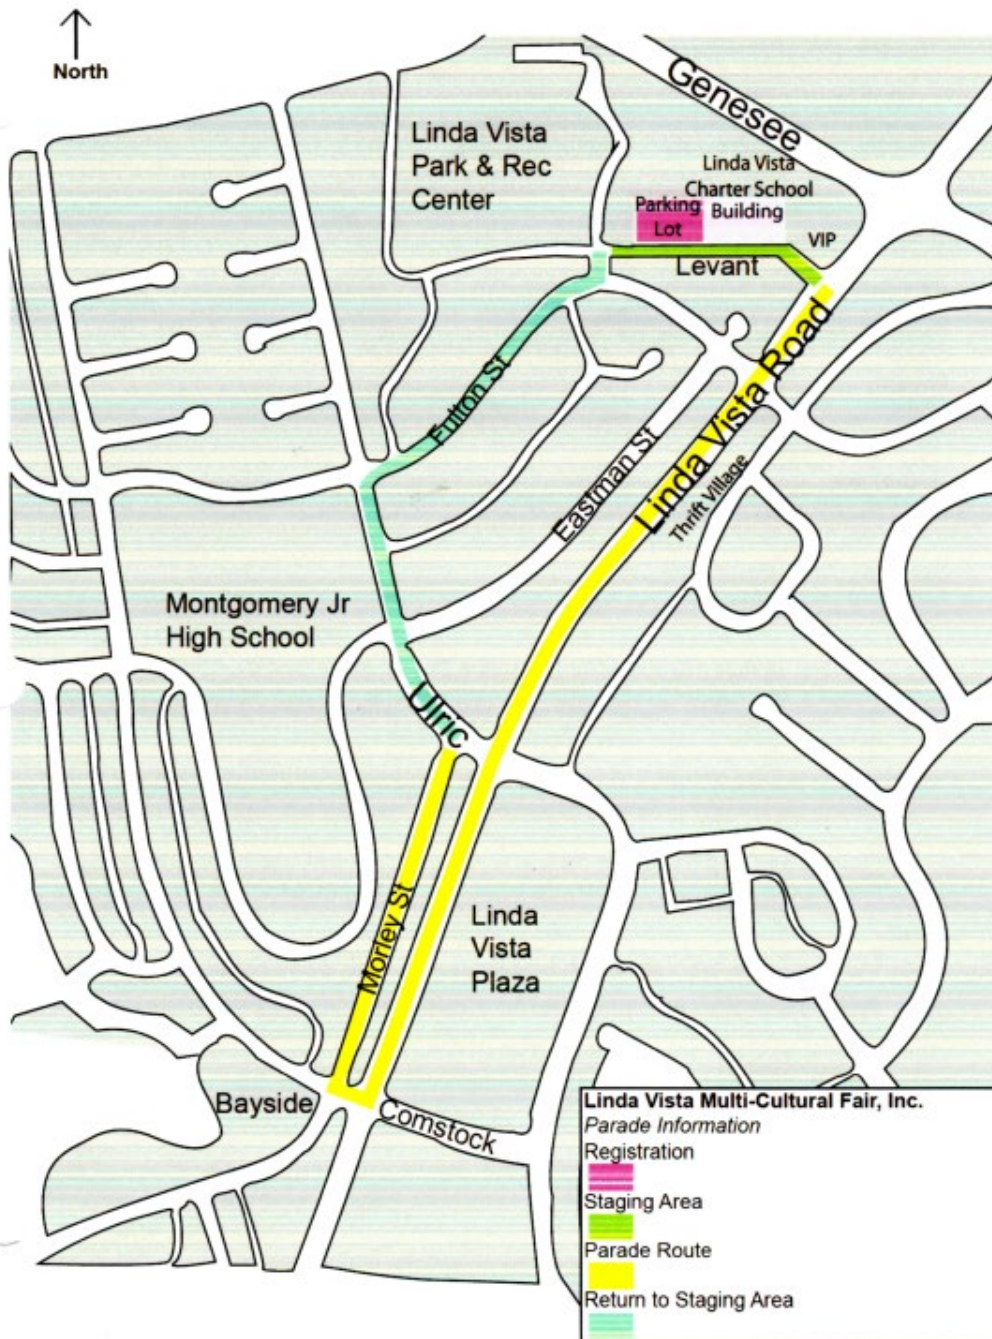 North
Genesee
Linda Vista
Park & Rec
Center
Linda Vista
Charter School
Parking
Lot
Building
VIP
Levant
Linda Vista Road
Fulton St
Eastman St
Thrift Village
Montgomery Jr
High School
Ulric
Morley St
Linda
Vista
Plaza
Bayside
Comstock
Linda Vista Multi-Cultural Fair, Inc.
Parade Information
Registration
Staging Area
Parade Route
Return to Staging Area